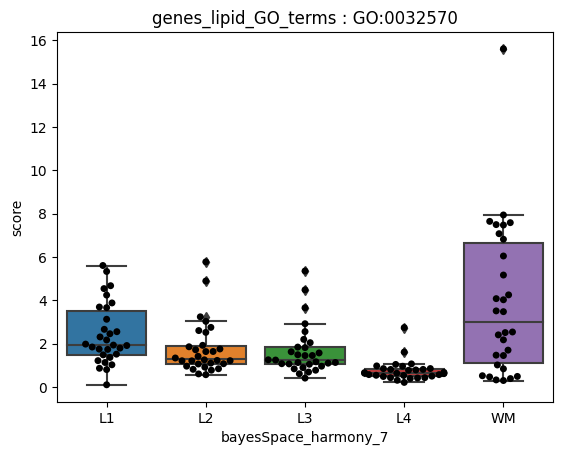 genes_lipid_GO_terms : GO:0032570
16
14
12
10
8
6
4
2
0
score
L1 L2 L3 L4 WM
bayesSpace_harmony_7